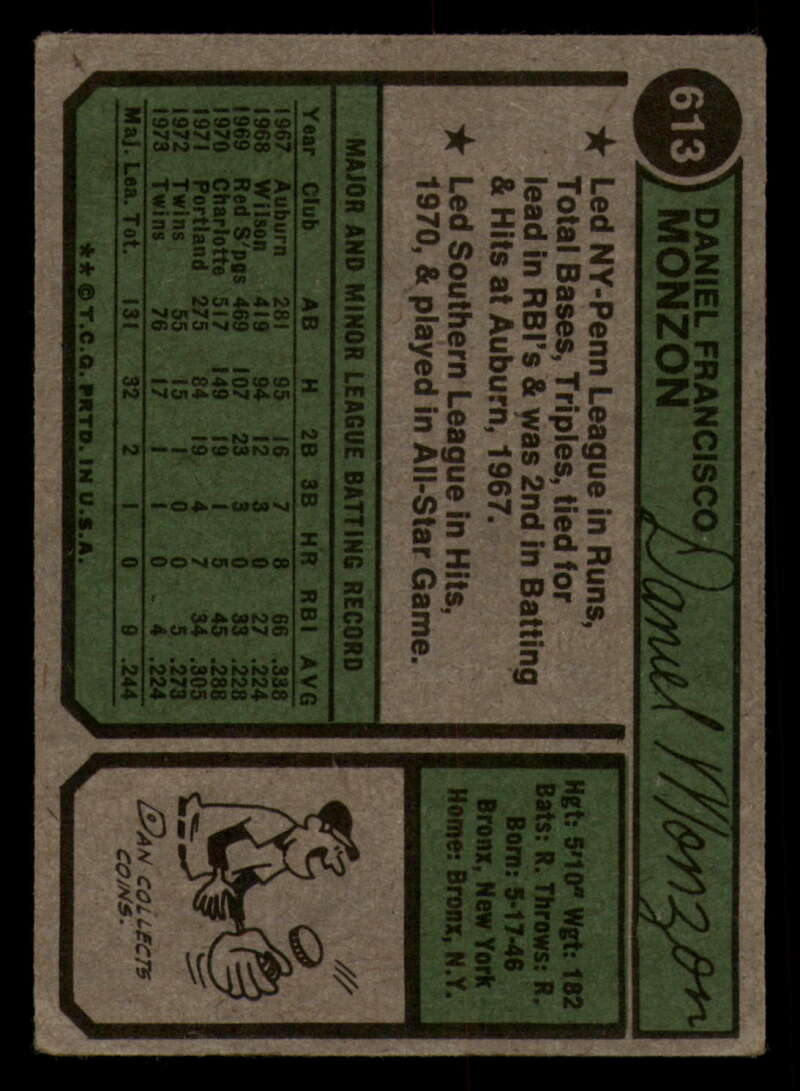 613
DANIEL FRANCISCO
MONZON
Daniel Monzon
★ Led NY-Penn League in Runs,
Total Bases, Triples, tied for
lead in RBI's & was 2nd in Batting
& Hits at Auburn, 1967.
★ Led Southern League in Hits,
1970, & played in All-Star Game.
MAJOR AND MINOR LEAGUE BATTING RECORD
Year Club AB H 2B 3B HR RBI AVG
1967 Auburn 281 95 16 7 8 66 .338
1968 Wilson 419 94 12 3 0 27 .224
1969 Red S'pgs 469 107 23 3 0 33 .228
1970 Charlotte 517 149 19 1 5 45 .288
1971 Portland 275 84 19 4 7 34 .305
1972 Twins 55 15 1 0 0 5 .273
1973 Twins 76 17 1 1 0 4 .224
Maj. Lea. Tot. 131 32 2 1 0 9 .244
**©T.C.G. PRTD. IN U.S.A.
Hgt: 5'10" Wgt: 182
Bats: R. Throws: R.
Born: 5-17-46
Bronx, New York
Home: Bronx, N.Y.
DAN COLLECTS
COINS.